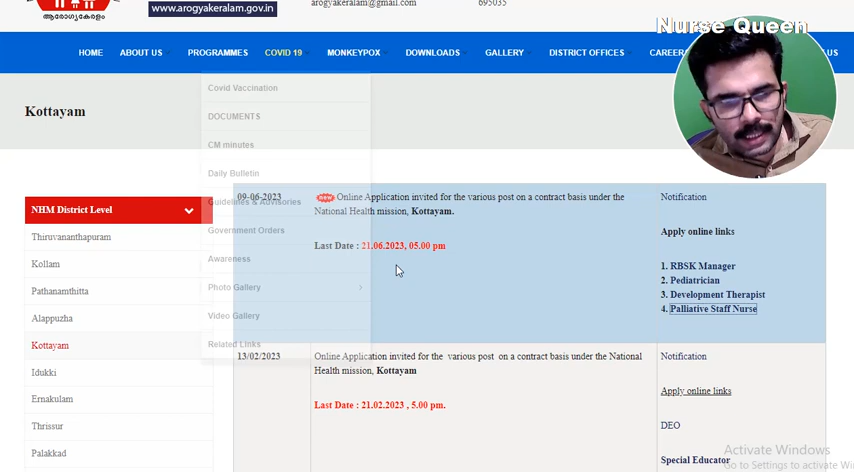 ആരോഗ്യകേരളം
www.arogyakeralam.gov.in
arogyakeralam@gmail.com
695035
Nurse Queen
HOME ABOUT US PROGRAMMES COVID 19 MONKEYPOX DOWNLOADS GALLERY DISTRICT OFFICES CAREER US
Kottayam
Covid Vaccination
DOCUMENTS
CM minutes
Daily Bulletin
Guidelines & Advisories
Government Orders
Awareness
Photo Gallery
Video Gallery
Related Links
NHM District Level
Thiruvananthapuram
Kollam
Pathanamthitta
Alappuzha
Kottayam
Idukki
Ernakulam
Thrissur
Palakkad
09-06-2023
new Online Application invited for the various post on a contract basis under the
National Health mission, Kottayam.
Last Date : 21.06.2023, 05.00 pm
Notification
Apply online links
1. RBSK Manager
2. Pediatrician
3. Development Therapist
4. Palliative Staff Nurse
13/02/2023
Online Application invited for the various post on a contract basis under the National
Health mission, Kottayam
Last Date : 21.02.2023 , 5.00 pm.
Notification
Apply online links
DEO
Special Educator
Activate Windows
Go to Settings to activate Wi